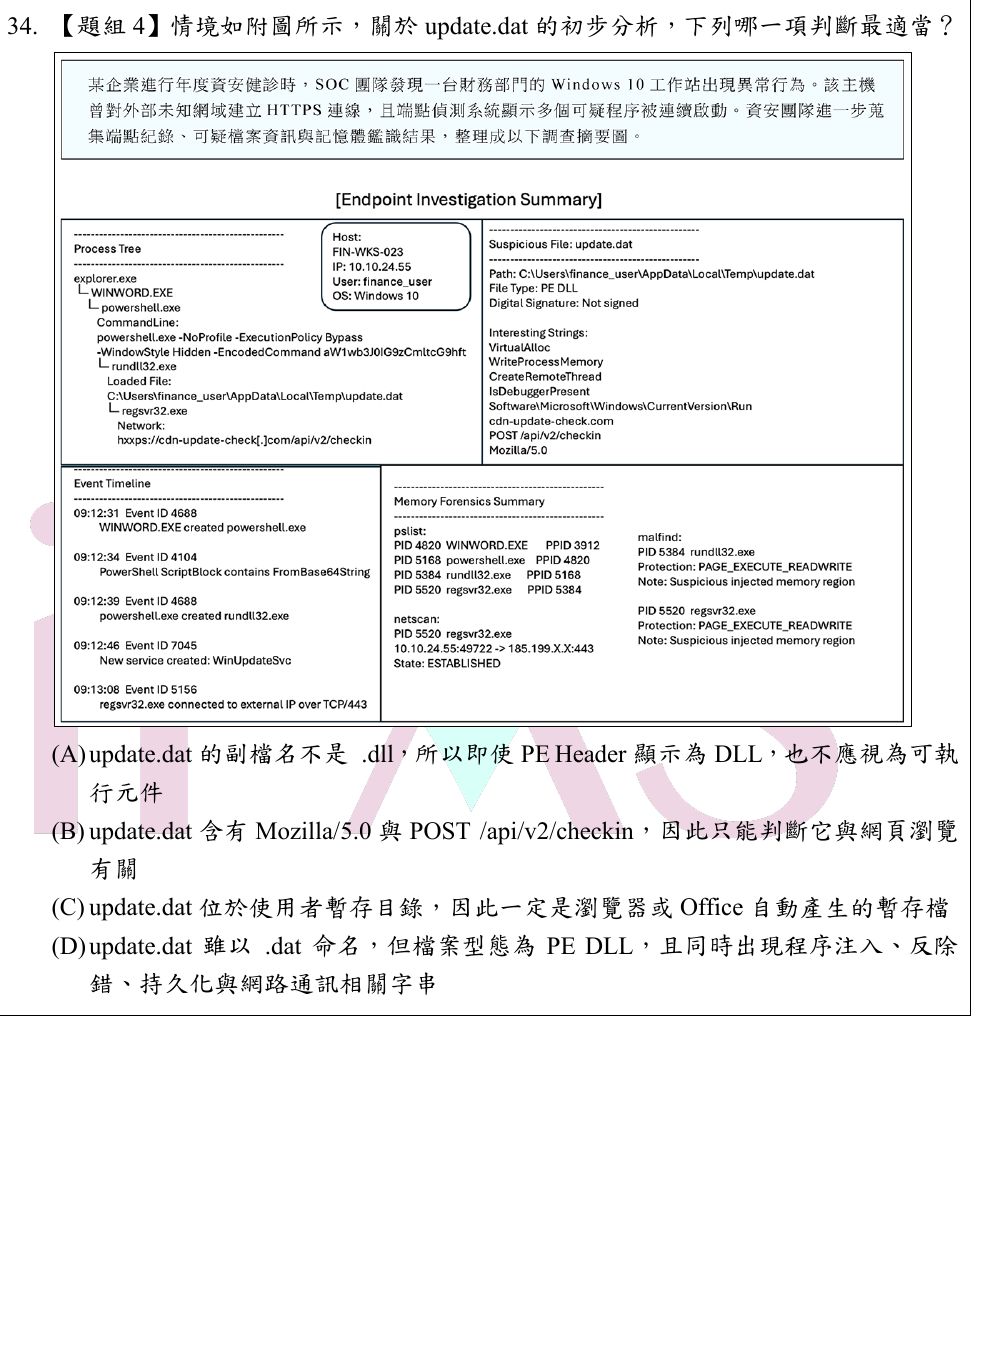 34. 【題組 4】情境如附圖所示，關於 update.dat 的初步分析，下列哪一項判斷最適當？
某企業進行年度資安健診時，SOC 團隊發現一台財務部門的 Windows 10 工作站出現異常行為。該主機
曾對外部未知網域建立 HTTPS 連線，且端點偵測系統顯示多個可疑程序被連續啟動。資安團隊進一步蒐
集端點紀錄、可疑檔案資訊與記憶體鑑識結果，整理成以下調查摘要圖。
[Endpoint Investigation Summary]
--------------------------------------------------
Process Tree
--------------------------------------------------
explorer.exe
WINWORD.EXE
powershell.exe
CommandLine:
powershell.exe -NoProfile -ExecutionPolicy Bypass
-WindowStyle Hidden -EncodedCommand aW1wb3J0IG9zCmltcG9hft
rundll32.exe
Loaded File:
C:\Users\finance_user\AppData\Local\Temp\update.dat
regsvr32.exe
Network:
hxxps://cdn-update-check[.]com/api/v2/checkin
Host:
FIN-WKS-023
IP: 10.10.24.55
User: finance_user
OS: Windows 10
--------------------------------------------------
Suspicious File: update.dat
--------------------------------------------------
Path: C:\Users\finance_user\AppData\Local\Temp\update.dat
File Type: PE DLL
Digital Signature: Not signed
Interesting Strings:
VirtualAlloc
WriteProcessMemory
CreateRemoteThread
IsDebuggerPresent
Software\Microsoft\Windows\CurrentVersion\Run
cdn-update-check.com
POST /api/v2/checkin
Mozilla/5.0
--------------------------------------------------
Event Timeline
--------------------------------------------------
09:12:31 Event ID 4688
WINWORD.EXE created powershell.exe
09:12:34 Event ID 4104
PowerShell ScriptBlock contains FromBase64String
09:12:39 Event ID 4688
powershell.exe created rundll32.exe
09:12:46 Event ID 7045
New service created: WinUpdateSvc
09:13:08 Event ID 5156
regsvr32.exe connected to external IP over TCP/443
--------------------------------------------------
Memory Forensics Summary
--------------------------------------------------
pslist:
PID 4820 WINWORD.EXE PPID 3912
PID 5168 powershell.exe PPID 4820
PID 5384 rundll32.exe PPID 5168
PID 5520 regsvr32.exe PPID 5384
netscan:
PID 5520 regsvr32.exe
10.10.24.55:49722 -> 185.199.X.X:443
State: ESTABLISHED
malfind:
PID 5384 rundll32.exe
Protection: PAGE_EXECUTE_READWRITE
Note: Suspicious injected memory region
PID 5520 regsvr32.exe
Protection: PAGE_EXECUTE_READWRITE
Note: Suspicious injected memory region
(A) update.dat 的副檔名不是 .dll，所以即使 PE Header 顯示為 DLL，也不應視為可執
行元件
(B) update.dat 含有 Mozilla/5.0 與 POST /api/v2/checkin，因此只能判斷它與網頁瀏覽
有關
(C) update.dat 位於使用者暫存目錄，因此一定是瀏覽器或 Office 自動產生的暫存檔
(D) update.dat 雖以 .dat 命名，但檔案型態為 PE DLL，且同時出現程序注入、反除
錯、持久化與網路通訊相關字串